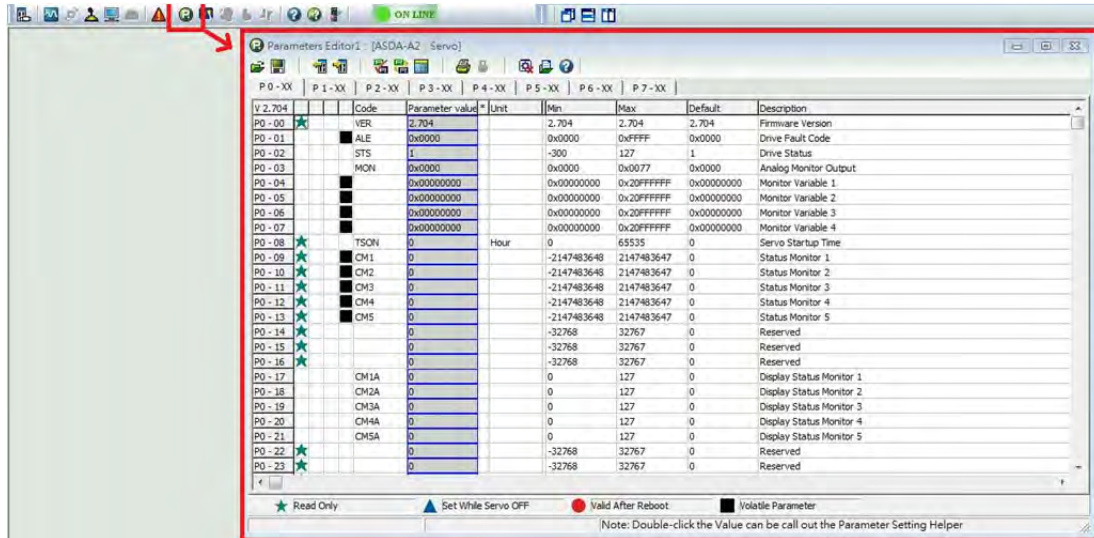 ON LINE
Parameters Editor1 : [ASDA-A2 Servo]
P 0 - XX P 1 - XX P 2 - XX P 3 - XX P 4 - XX P 5 - XX P 6 - XX P 7 - XX
V 2.704 Code Parameter value * Unit Min Max Default Description
P0 - 00 VER 2.704 2.704 2.704 2.704 Firmware Version
P0 - 01 ALE 0x0000 0x0000 0xFFFF 0x0000 Drive Fault Code
P0 - 02 STS 1 -300 127 1 Drive Status
P0 - 03 MON 0x0000 0x0000 0x0077 0x0000 Analog Monitor Output
P0 - 04 0x00000000 0x00000000 0x20FFFFFF 0x00000000 Monitor Variable 1
P0 - 05 0x00000000 0x00000000 0x20FFFFFF 0x00000000 Monitor Variable 2
P0 - 06 0x00000000 0x00000000 0x20FFFFFF 0x00000000 Monitor Variable 3
P0 - 07 0x00000000 0x00000000 0x20FFFFFF 0x00000000 Monitor Variable 4
P0 - 08 TSON 0 Hour 0 65535 0 Servo Startup Time
P0 - 09 CM1 0 -2147483648 2147483647 0 Status Monitor 1
P0 - 10 CM2 0 -2147483648 2147483647 0 Status Monitor 2
P0 - 11 CM3 0 -2147483648 2147483647 0 Status Monitor 3
P0 - 12 CM4 0 -2147483648 2147483647 0 Status Monitor 4
P0 - 13 CM5 0 -2147483648 2147483647 0 Status Monitor 5
P0 - 14 0 -32768 32767 0 Reserved
P0 - 15 0 -32768 32767 0 Reserved
P0 - 16 0 -32768 32767 0 Reserved
P0 - 17 CM1A 0 0 127 0 Display Status Monitor 1
P0 - 18 CM2A 0 0 127 0 Display Status Monitor 2
P0 - 19 CM3A 0 0 127 0 Display Status Monitor 3
P0 - 20 CM4A 0 0 127 0 Display Status Monitor 4
P0 - 21 CM5A 0 0 127 0 Display Status Monitor 5
P0 - 22 0 -32768 32767 0 Reserved
P0 - 23 0 -32768 32767 0 Reserved
Read Only Set While Servo OFF Valid After Reboot Volatile Parameter
Note: Double-click the Value can be call out the Parameter Setting Helper